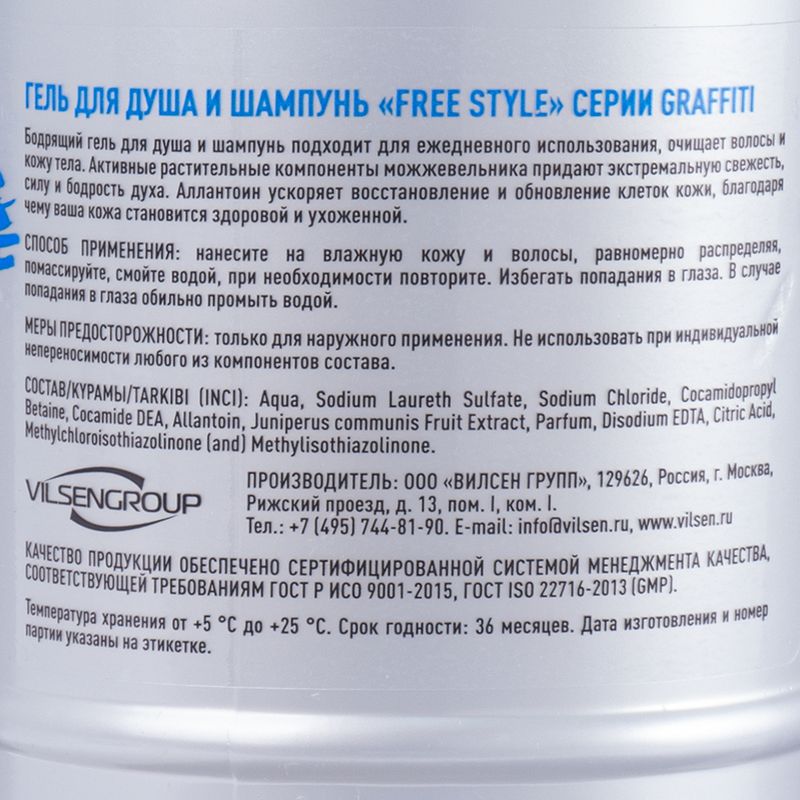 ГЕЛЬ ДЛЯ ДУША И ШАМПУНЬ «FREE STYLE» СЕРИИ GRAFFITI
Бодрящий гель для душа и шампунь подходит для ежедневного использования, очищает волосы и
кожу тела. Активные растительные компоненты можжевельника придают экстремальную свежесть,
силу и бодрость духа. Аллантоин ускоряет восстановление и обновление клеток кожи, благодаря
чему ваша кожа становится здоровой и ухоженной.
СПОСОБ ПРИМЕНЕНИЯ: нанесите на влажную кожу и волосы, равномерно распределяя,
помассируйте, смойте водой, при необходимости повторите. Избегать попадания в глаза. В случае
попадания в глаза обильно промыть водой.
МЕРЫ ПРЕДОСТОРОЖНОСТИ: только для наружного применения. Не использовать при индивидуальной
непереносимости любого из компонентов состава.
СОСТАВ/КҰРАМЫ/TARKIBI (INCI): Aqua, Sodium Laureth Sulfate, Sodium Chloride, Cocamidopropyl
Betaine, Cocamide DEA, Allantoin, Juniperus communis Fruit Extract, Parfum, Disodium EDTA, Citric Acid,
Methylchloroisothiazolinone (and) Methylisothiazolinone.
VILSENGROUP
ПРОИЗВОДИТЕЛЬ: ООО «ВИЛСЕН ГРУПП», 129626, Россия, г. Москва,
Рижский проезд, д. 13, пом. I, ком. I.
Тел.: +7 (495) 744-81-90. E-mail: info@vilsen.ru, www.vilsen.ru
КАЧЕСТВО ПРОДУКЦИИ ОБЕСПЕЧЕНО СЕРТИФИЦИРОВАННОЙ СИСТЕМОЙ МЕНЕДЖМЕНТА КАЧЕСТВА,
СООТВЕТСТВУЮЩЕЙ ТРЕБОВАНИЯМ ГОСТ Р ИСО 9001-2015, ГОСТ ISO 22716-2013 (GMP).
Температура хранения от +5 °C до +25 °C. Срок годности: 36 месяцев. Дата изготовления и номер
партии указаны на этикетке.